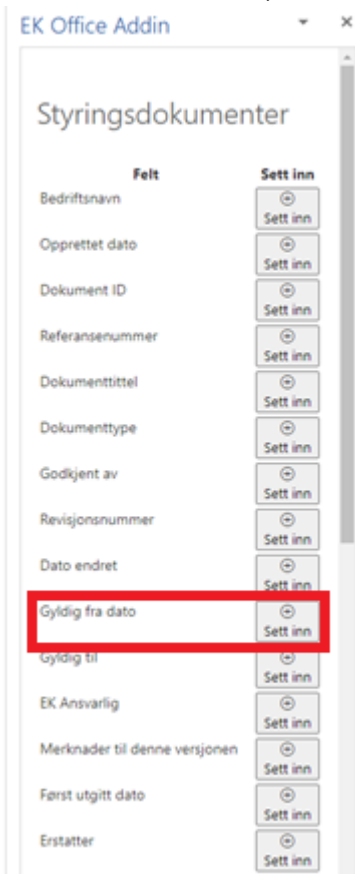 EK Office Addin
Styringsdokumenter
Felt Sett inn
Bedriftsnavn
Sett inn
Opprettet dato
Sett inn
Dokument ID
Sett inn
Referansenummer
Sett inn
Dokumenttittel
Sett inn
Dokumenttype
Sett inn
Godkjent av
Sett inn
Revisjonsnummer
Sett inn
Dato endret
Sett inn
Gyldig fra dato
Sett inn
Gyldig til
Sett inn
EK Ansvarlig
Sett inn
Merknader til denne versjonen
Sett inn
Først utgitt dato
Sett inn
Erstatter
Sett inn